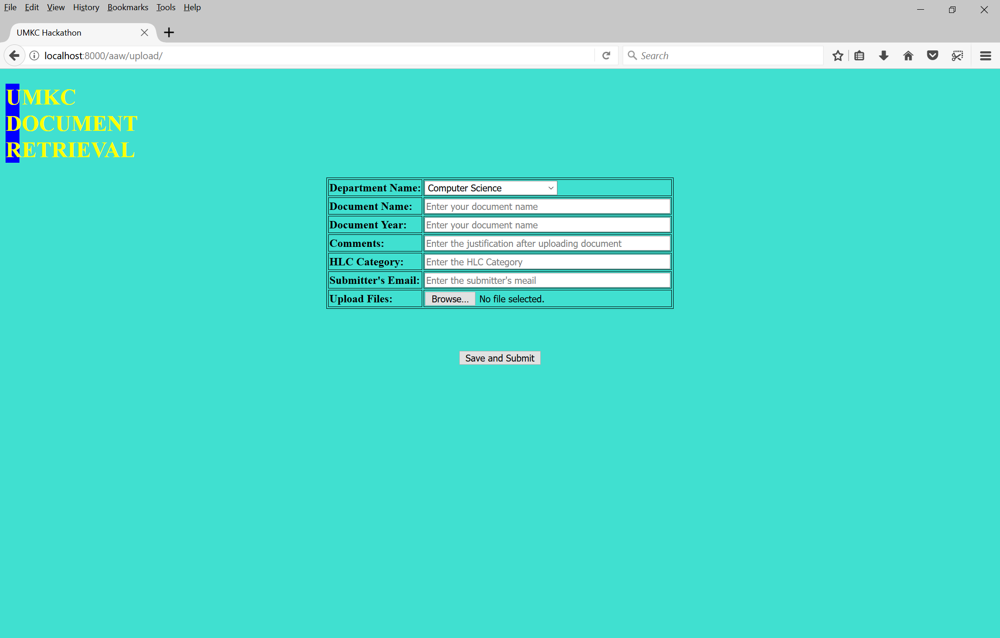 File Edit View History Bookmarks Tools Help
UMKC Hackathon
localhost:8000/aaw/upload/
Search
UMKC
DOCUMENT
RETRIEVAL
Department Name: Computer Science
Document Name: Enter your document name
Document Year: Enter your document name
Comments: Enter the justification after uploading document
HLC Category: Enter the HLC Category
Submitter's Email: Enter the submitter's meail
Upload Files: Browse... No file selected.
Save and Submit